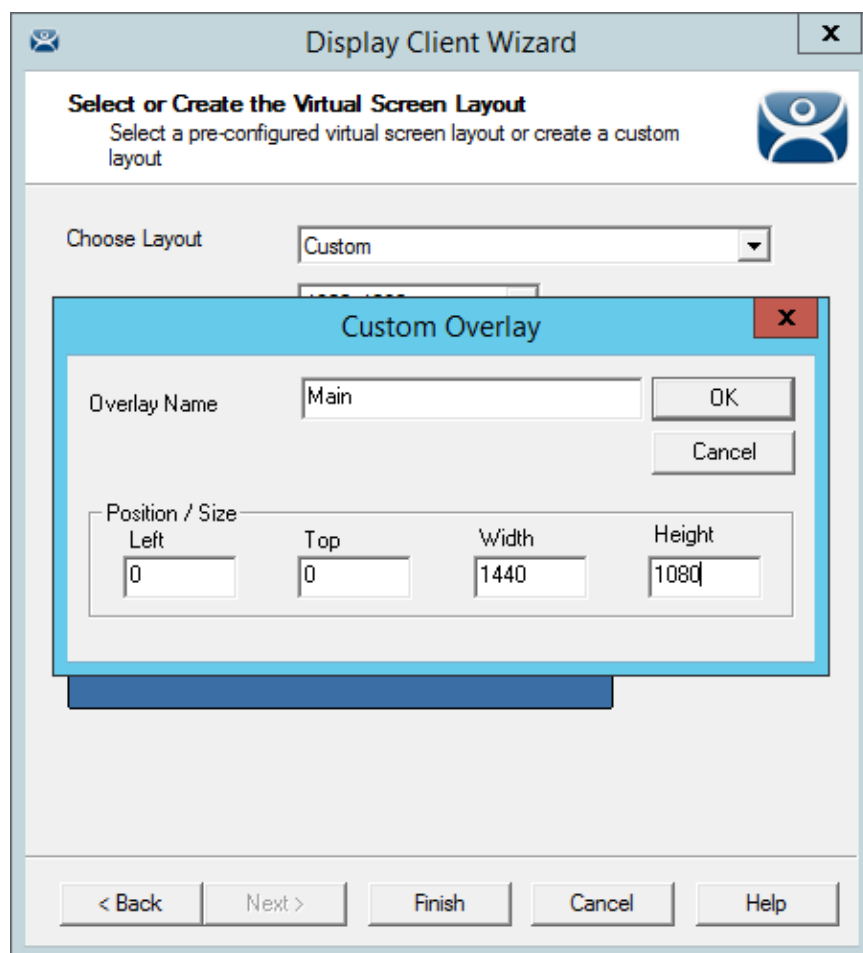 Display Client Wizard
x
Select or Create the Virtual Screen Layout
Select a pre-configured virtual screen layout or create a custom
layout
Choose Layout
Custom
Custom Overlay
x
Overlay Name
Main
OK
Cancel
Position / Size
Left Top Width Height
0 0 1440 1080
< Back Next > Finish Cancel Help